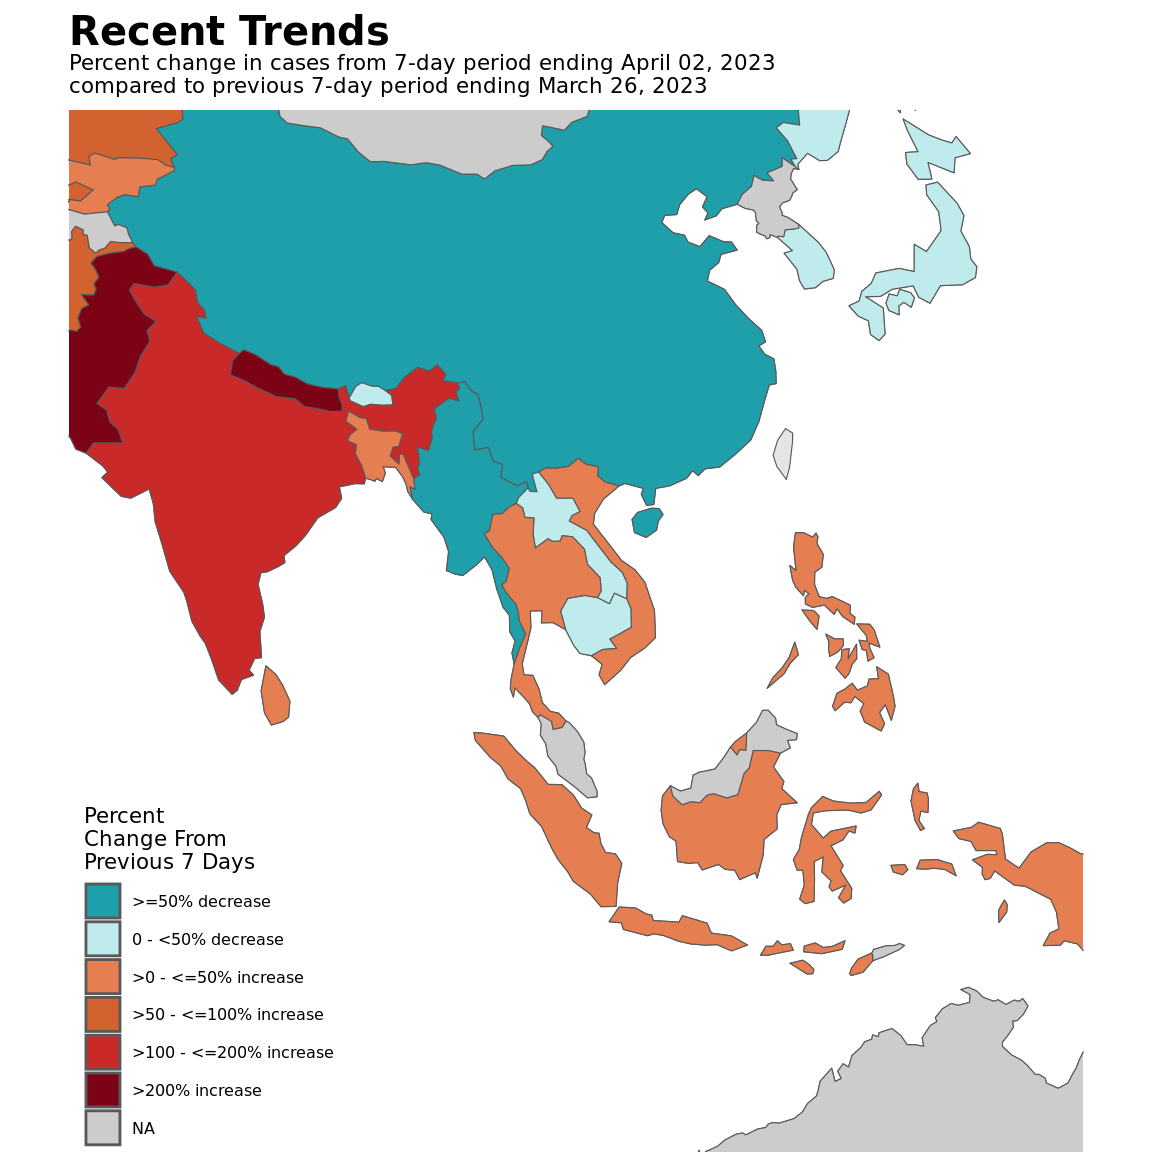 Recent Trends
Percent change in cases from 7-day period ending April 02, 2023
compared to previous 7-day period ending March 26, 2023
Percent
Change From
Previous 7 Days
>=50% decrease
0 - <50% decrease
>0 - <=50% increase
>50 - <=100% increase
>100 - <=200% increase
>200% increase
NA